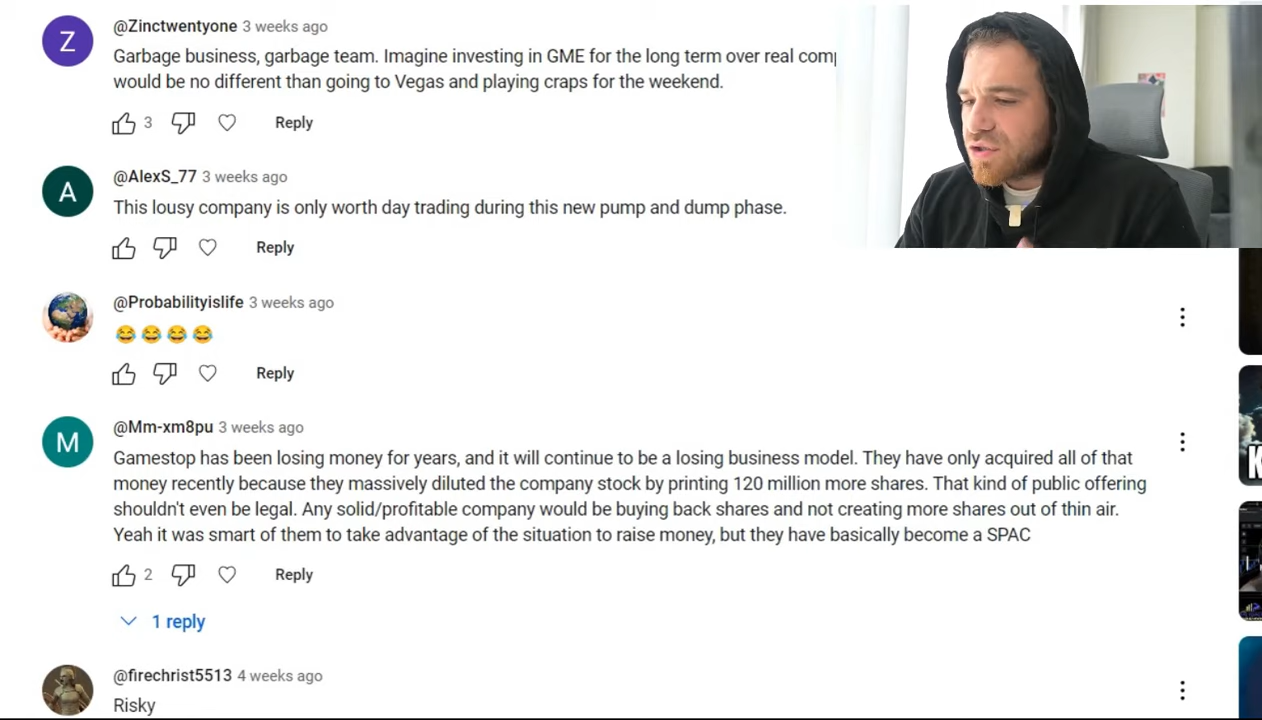 Z
@Zinctwentyone 3 weeks ago
Garbage business, garbage team. Imagine investing in GME for the long term over real
would be no different than going to Vegas and playing craps for the weekend.
3
Reply
A
@AlexS_77 3 weeks ago
This lousy company is only worth day trading during this new pump and dump phase.
Reply
@Probabilityislife 3 weeks ago
😂😂😂😂
Reply
M
@Mm-xm8pu 3 weeks ago
Gamestop has been losing money for years, and it will continue to be a losing business model. They have only acquired all of that
money recently because they massively diluted the company stock by printing 120 million more shares. That kind of public offering
shouldn't even be legal. Any solid/profitable company would be buying back shares and not creating more shares out of thin air.
Yeah it was smart of them to take advantage of the situation to raise money, but they have basically become a SPAC
2
Reply
1 reply
@firechrist5513 4 weeks ago
Risky